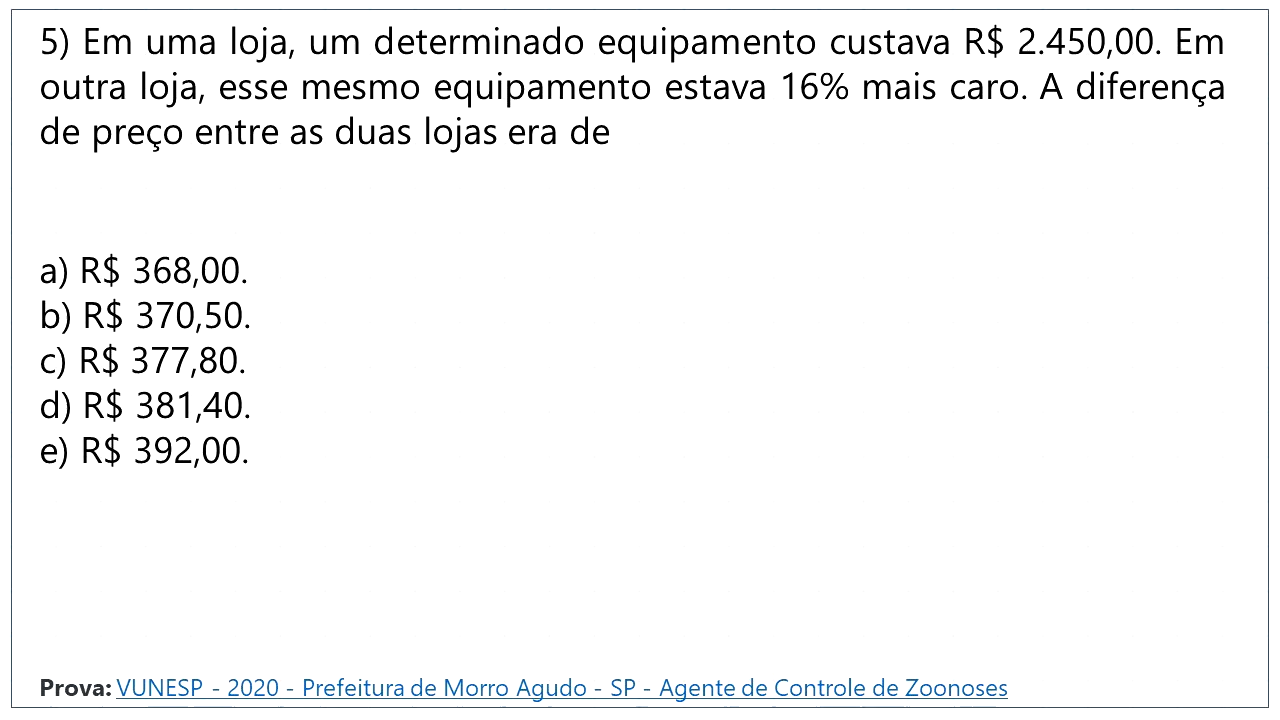 5) Em uma loja, um determinado equipamento custava R$ 2.450,00. Em
outra loja, esse mesmo equipamento estava 16% mais caro. A diferença
de preço entre as duas lojas era de
a) R$ 368,00.
b) R$ 370,50.
c) R$ 377,80.
d) R$ 381,40.
e) R$ 392,00.
Prova: VUNESP - 2020 - Prefeitura de Morro Agudo - SP - Agente de Controle de Zoonoses